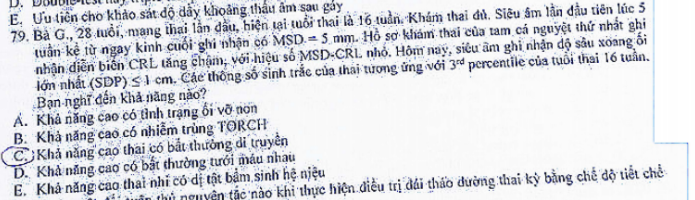 E. Ưu tiên cho khảo sát độ dầy khoảng thấu âm sau gáy
79. Bà G., 28 tuổi, mang thai lần đầu, hiện tại tuổi thai là 16 tuần. Khám thai đủ. Siêu âm lần đầu tiên lúc 5
tuần kể từ ngay kinh cuối ghi nhận có MSD = 5 mm. Hồ sơ khám thai của tam cá nguyệt thứ nhất ghi
nhận diễn biến CRL tăng chậm, với hiệu số MSD-CRL nhỏ. Hôm nay, siêu âm ghi nhận độ sâu xoang ối
lớn nhất (SDP) ≤ 1 cm. Các thông số sinh trắc của thai tương ứng với 3rd percentile của tuổi thai 16 tuần.
Bạn nghĩ đến khả năng nào?
A. Khả năng cao có tình trạng ối vỡ non
B. Khả năng cao có nhiễm trùng TORCH
C. Khả năng cao thai có bất thường di truyền
D. Khả năng cao có bất thường tưới máu nhau
E. Khả năng cao thai nhi có dị tật bẩm sinh hệ niệu
nguyên tắc nào khi thực hiện điều trị đái tháo đường thai kỳ bằng chế độ tiết chế